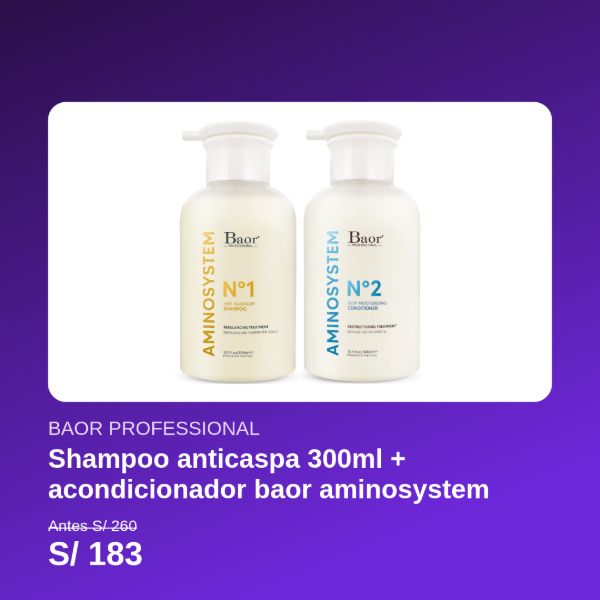 AMINOSYSTEM
Baor
PROFESSIONAL
N°1
ANTI-DANDRUFF
SHAMPOO
REBALANCING TREATMENT
AMINOSYSTEM
Baor
PROFESSIONAL
N°2
DEEP MOISTURIZING
CONDITIONER
RESTRUCTURING TREATMENT
BAOR PROFESSIONAL
Shampoo anticaspa 300ml +
acondicionador baor aminosystem
Antes S/ 260
S/ 183